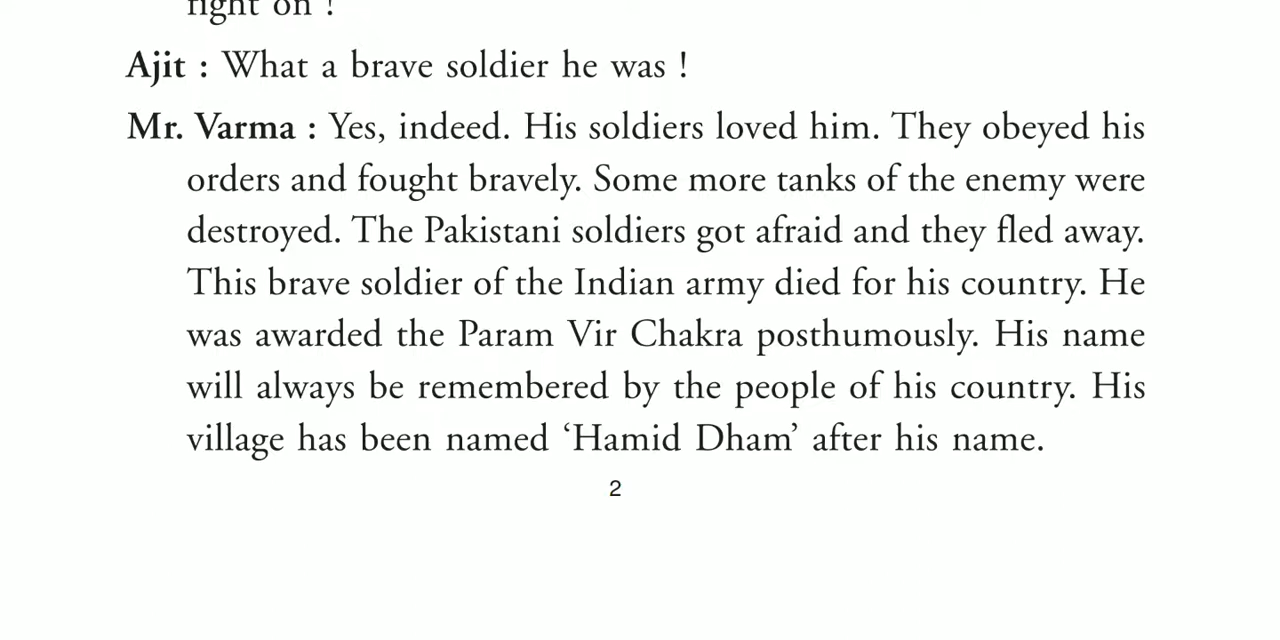 fight on !
Ajit : What a brave soldier he was !
Mr. Varma : Yes, indeed. His soldiers loved him. They obeyed his
orders and fought bravely. Some more tanks of the enemy were
destroyed. The Pakistani soldiers got afraid and they fled away.
This brave soldier of the Indian army died for his country. He
was awarded the Param Vir Chakra posthumously. His name
will always be remembered by the people of his country. His
village has been named ‘Hamid Dham’ after his name.
2